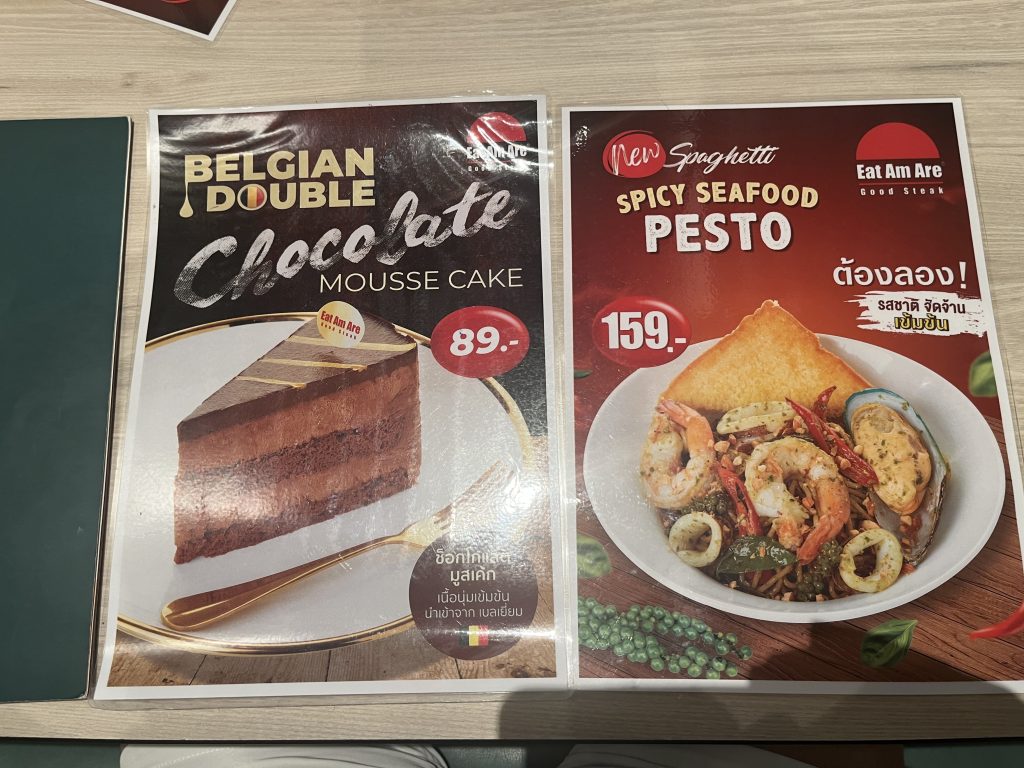 BELGIAN
DOUBLE
Chocolate
MOUSSE CAKE
Eat Am Are
Good Steak
Eat Am Are
Good Steak
89.-
ช็อกโกแลต
มูสเค้ก
เนื้อนุ่มเข้มข้น
นำเข้าจาก เบลเยี่ยม
New Spaghetti
SPICY SEAFOOD
PESTO
Eat Am Are
Good Steak
ต้องลอง!
รสชาติ จัดจ้าน
เข้มข้น
159.-